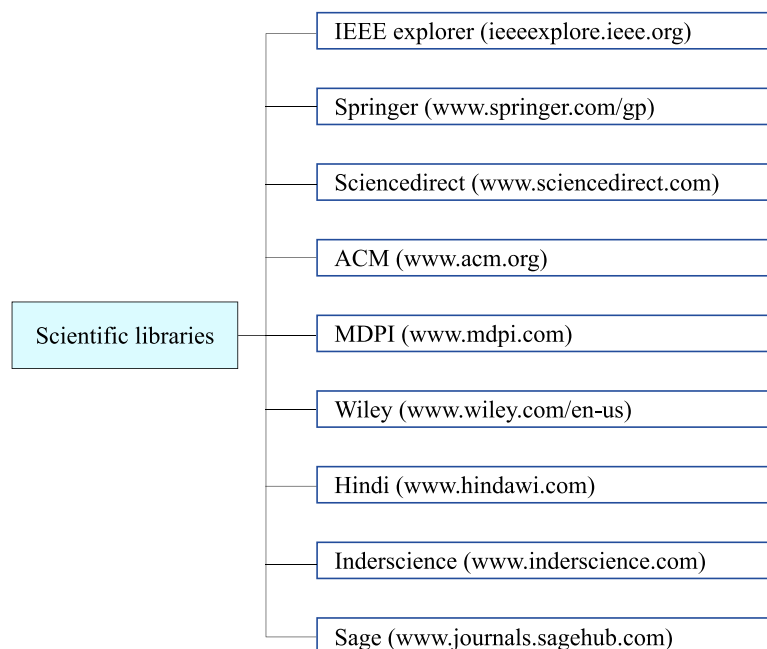 IEEE explorer (ieeeexplore.ieee.org)
Springer (www.springer.com/gp)
Sciencedirect (www.sciencedirect.com)
ACM (www.acm.org)
Scientific libraries
MDPI (www.mdpi.com)
Wiley (www.wiley.com/en-us)
Hindi (www.hindawi.com)
Inderscience (www.inderscience.com)
Sage (www.journals.sagehub.com)